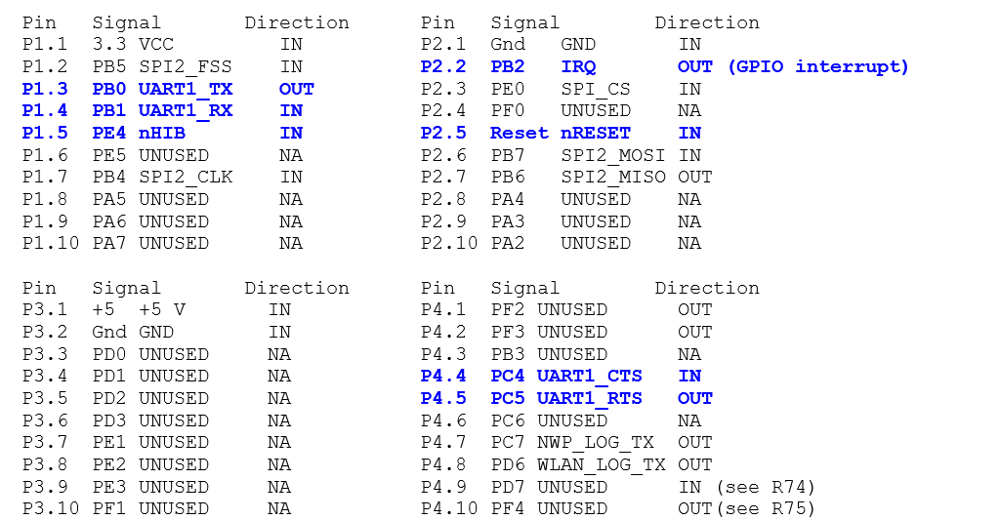 Pin   Signal       Direction      Pin   Signal        Direction
P1.1  3.3 VCC         IN          P2.1  Gnd   GND       IN
P1.2  PB5 SPI2_FSS    IN          P2.2  PB2   IRQ       OUT (GPIO interrupt)
P1.3  PB0 UART1_TX    OUT         P2.3  PE0   SPI_CS    IN
P1.4  PB1 UART1_RX    IN          P2.4  PF0   UNUSED    NA
P1.5  PE4 nHIB        IN          P2.5  Reset nRESET    IN
P1.6  PE5 UNUSED      NA          P2.6  PB7   SPI2_MOSI IN
P1.7  PB4 SPI2_CLK    IN          P2.7  PB6   SPI2_MISO OUT
P1.8  PA5 UNUSED      NA          P2.8  PA4   UNUSED    NA
P1.9  PA6 UNUSED      NA          P2.9  PA3   UNUSED    NA
P1.10 PA7 UNUSED      NA          P2.10 PA2   UNUSED    NA
Pin   Signal       Direction      Pin   Signal        Direction
P3.1  +5  +5 V       IN           P4.1  PF2 UNUSED      OUT
P3.2  Gnd GND        IN           P4.2  PF3 UNUSED      OUT
P3.3  PD0 UNUSED     NA           P4.3  PB3 UNUSED      NA
P3.4  PD1 UNUSED     NA           P4.4  PC4 UART1_CTS   IN
P3.5  PD2 UNUSED     NA           P4.5  PC5 UART1_RTS   OUT
P3.6  PD3 UNUSED     NA           P4.6  PC6 UNUSED      NA
P3.7  PE1 UNUSED     NA           P4.7  PC7 NWP_LOG_TX  OUT
P3.8  PE2 UNUSED     NA           P4.8  PD6 WLAN_LOG_TX OUT
P3.9  PE3 UNUSED     NA           P4.9  PD7 UNUSED      IN (see R74)
P3.10 PF1 UNUSED     NA           P4.10 PF4 UNUSED      OUT(see R75)